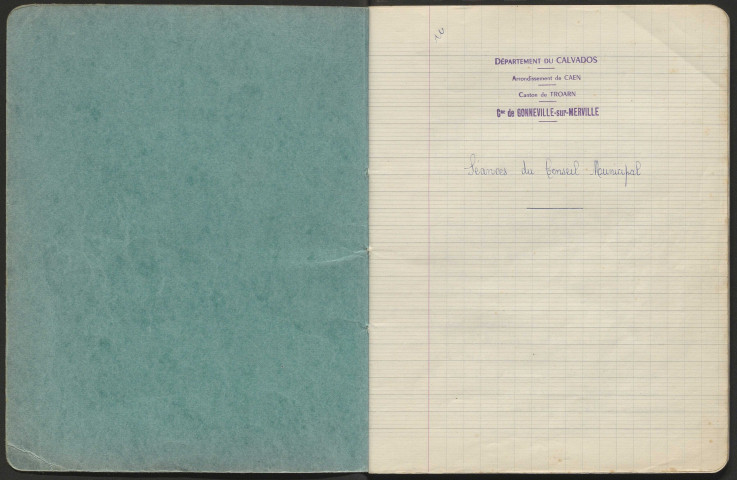 DÉPARTEMENT DU CALVADOS
Arrondissement de CAEN
Canton de TROARN
Cne de GONNEVILLE-sur-MERVILLE
Séances du Conseil Municipal